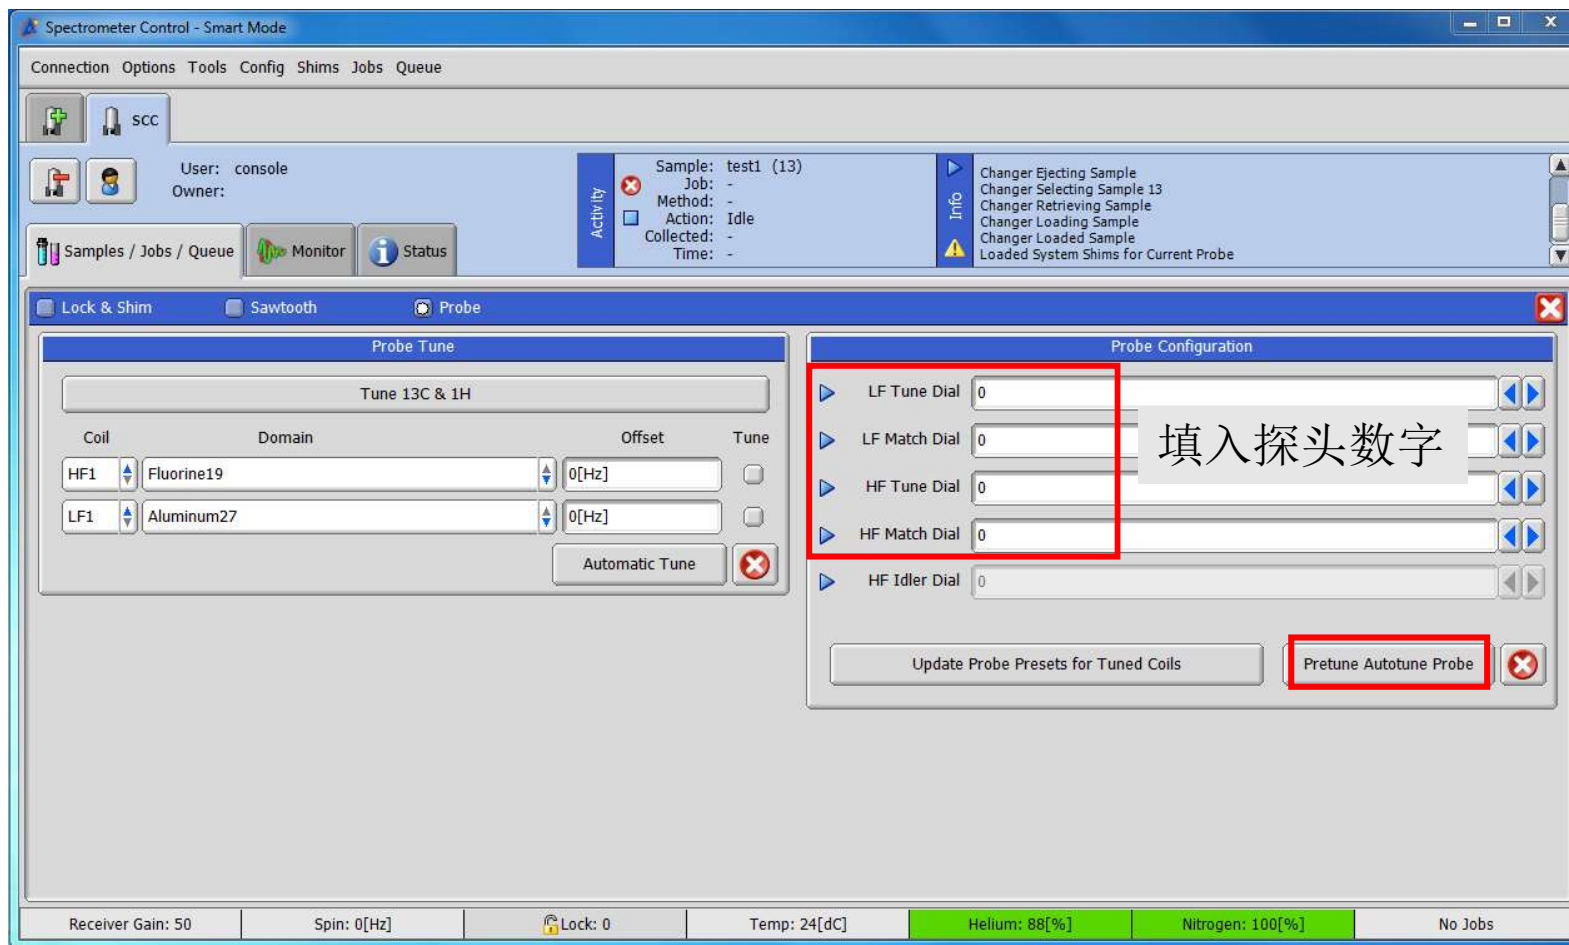 Spectrometer Control - Smart Mode
Connection Options Tools Config Shims Jobs Queue
scc
User: console
Owner:
Activity
Sample: test1 (13)
Job: -
Method: -
Action: Idle
Collected: -
Time: -
Info
Changer Ejecting Sample
Changer Selecting Sample 13
Changer Retrieving Sample
Changer Loading Sample
Changer Loaded Sample
Loaded System Shims for Current Probe
Samples / Jobs / Queue Monitor Status
Lock & Shim Sawtooth Probe
Probe Tune
Tune 13C & 1H
Coil Domain Offset Tune
HF1 Fluorine19 0[Hz]
LF1 Aluminum27 0[Hz]
Automatic Tune
Probe Configuration
LF Tune Dial 0
LF Match Dial 0
HF Tune Dial 0
HF Match Dial 0
HF Idler Dial 0
填入探头数字
Update Probe Presets for Tuned Coils Pretune Autotune Probe
Receiver Gain: 50 Spin: 0[Hz] Lock: 0 Temp: 24[dC] Helium: 88[%] Nitrogen: 100[%] No Jobs